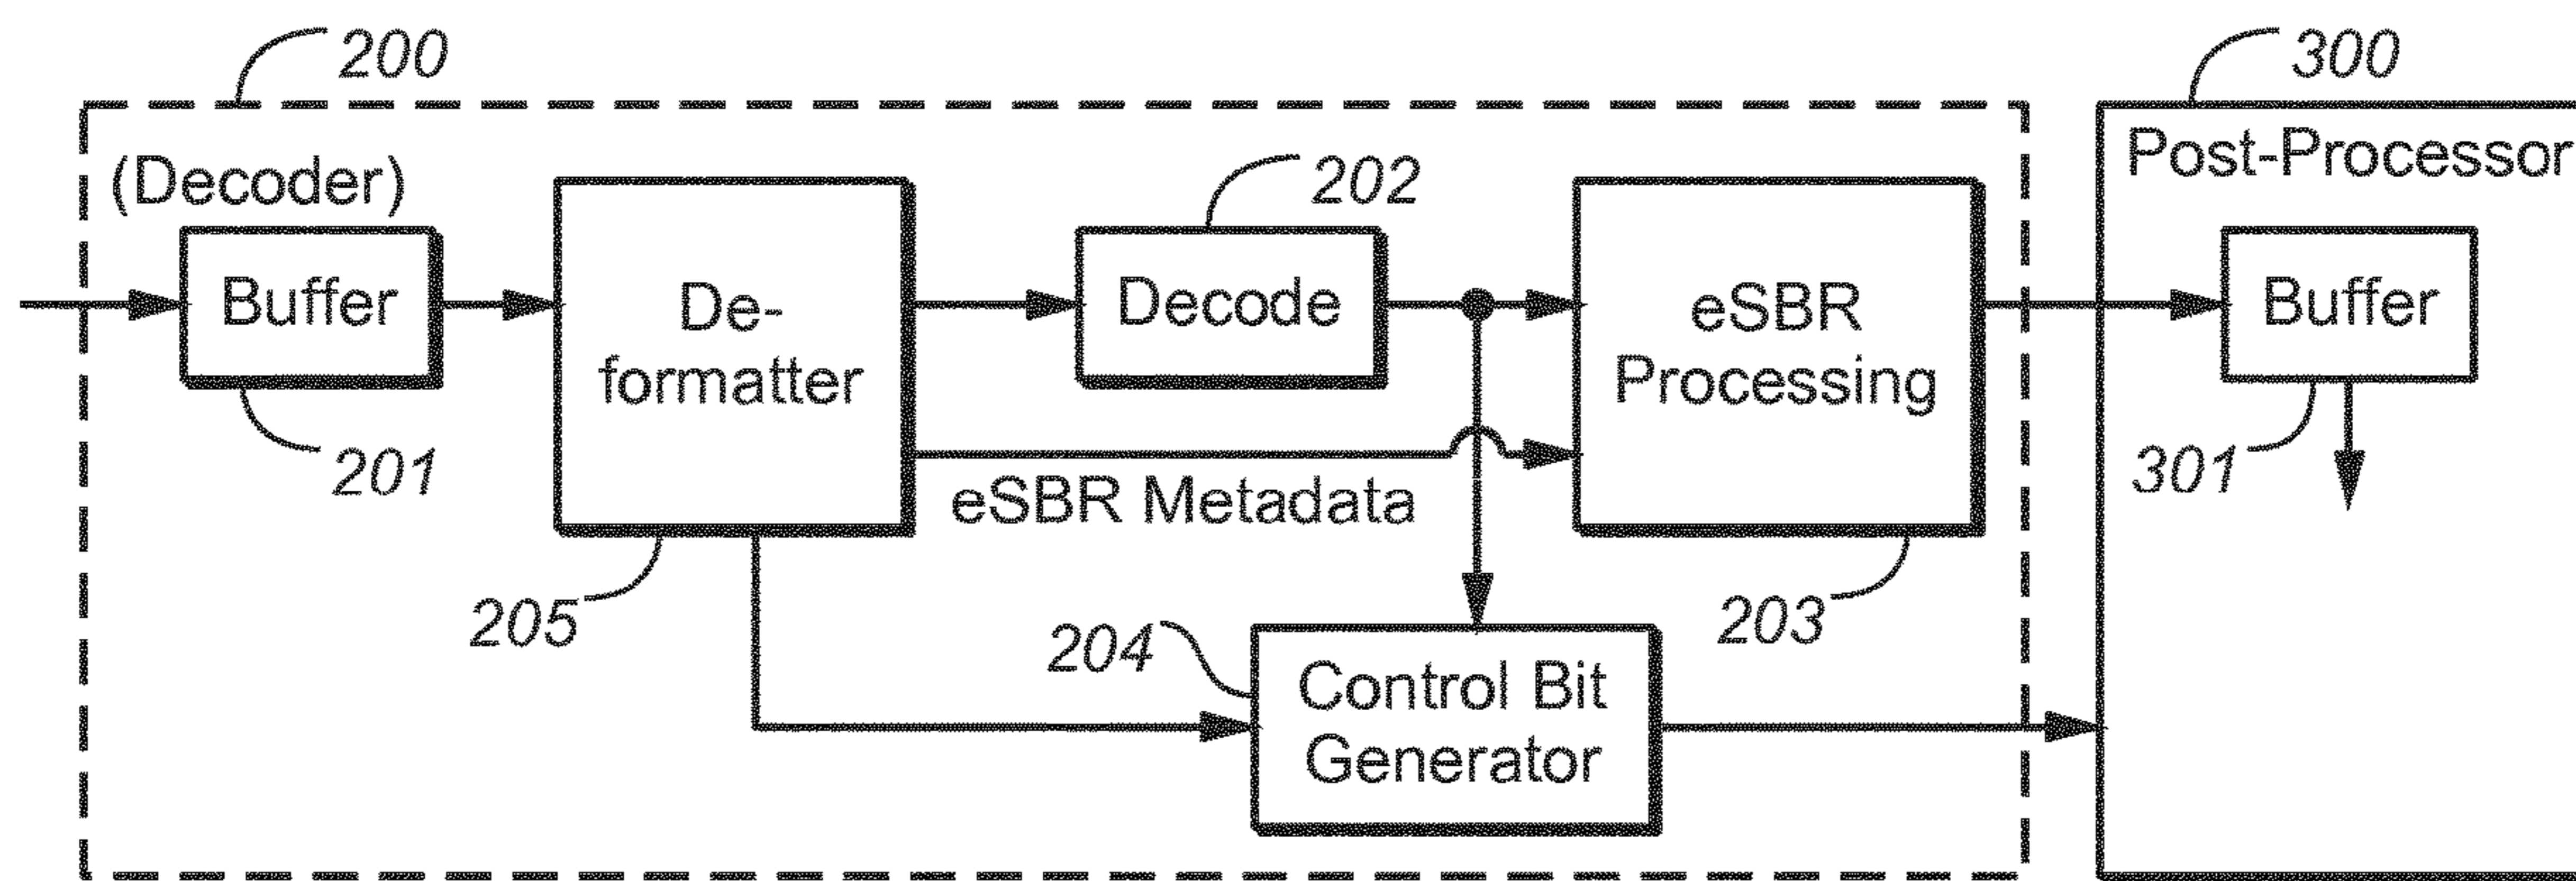 200
300
(Decoder)
Post-Processor
202
Buffer
De-
formatter
Decode
eSBR
Processing
Buffer
201
eSBR Metadata
301
205
204
203
Control Bit
Generator